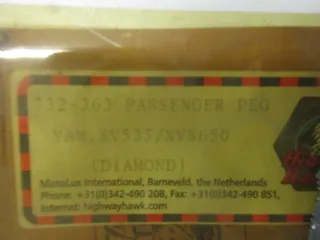 732-363 PASSENGER PEG
YAM.XV535/XVS650
(DIAMOND)
MotoLux International, Barneveld, the Netherlands
Phone: +31(0)342-490 208, Fax: +31(0)342-490 851,
Internet: highwayhawk.com